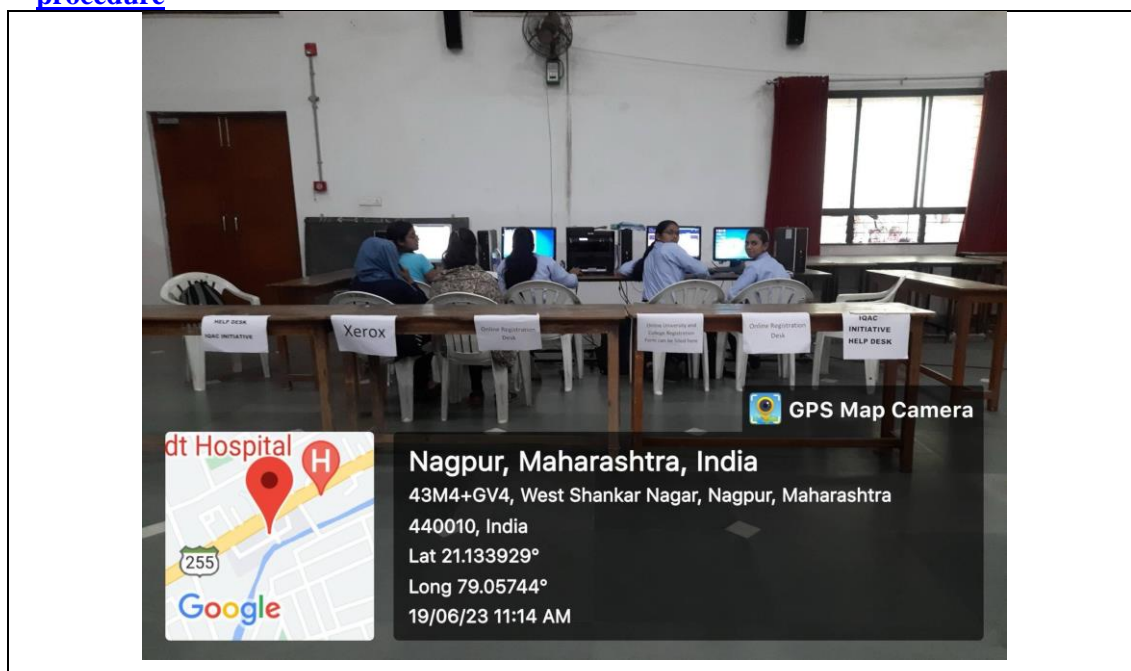 procedure
HELP DESK
IQAC INITIATIVE
Xerox
Online Registration
Desk
Online University and
College Registration
Form can be filled here
Online Registration
Desk
IQAC
INITIATIVE
HELP DESK
GPS Map Camera
dt Hospital
H
255
Google
Nagpur, Maharashtra, India
43M4+GV4, West Shankar Nagar, Nagpur, Maharashtra
440010, India
Lat 21.133929°
Long 79.05744°
19/06/23 11:14 AM